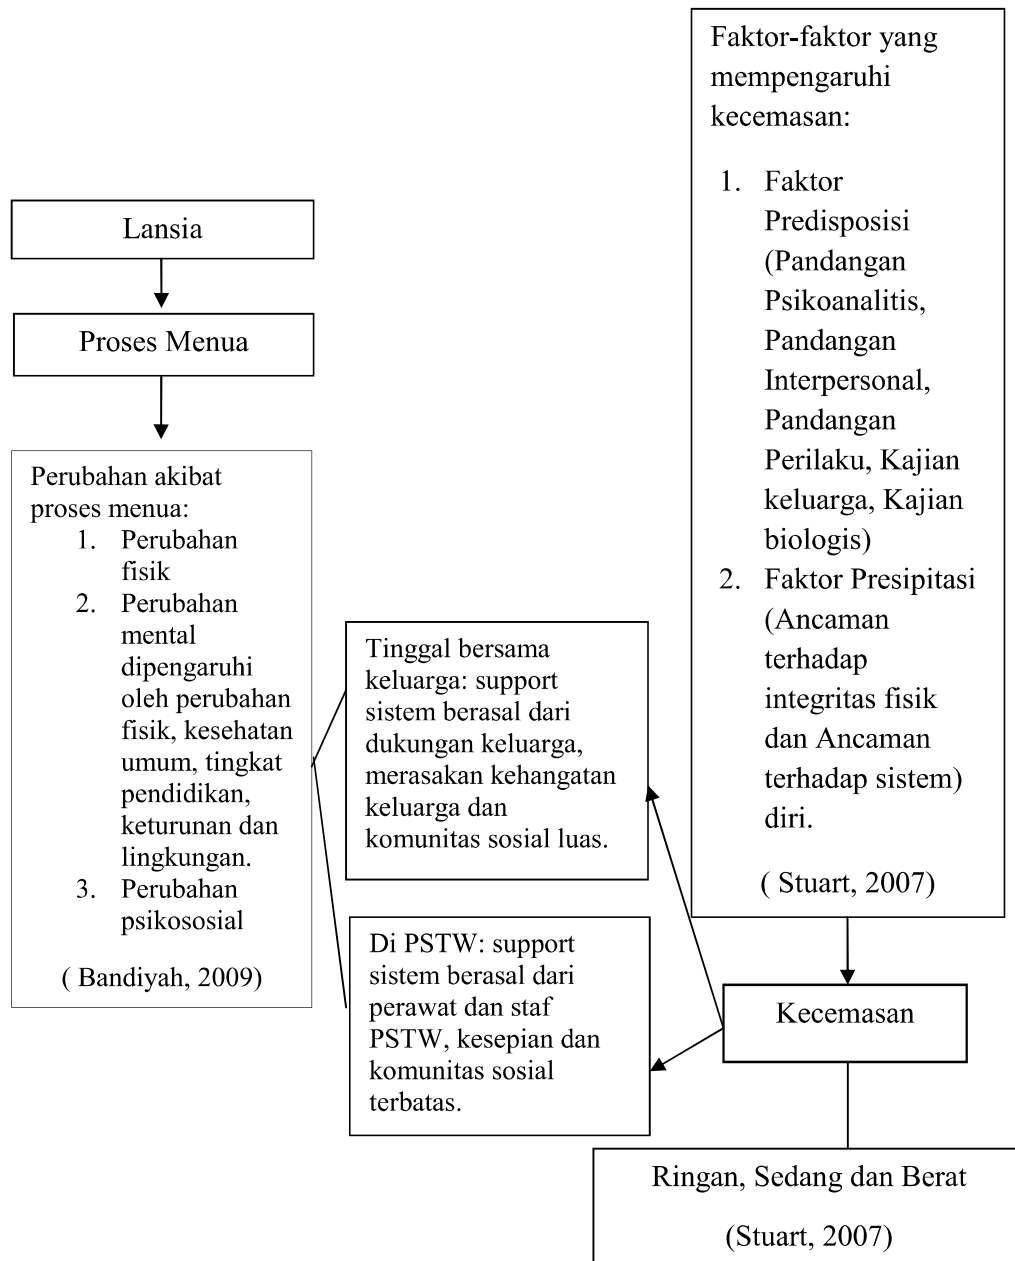 Lansia
Proses Menua
Perubahan akibat
proses menua:
1. Perubahan
fisik
2. Perubahan
mental
dipengaruhi
oleh perubahan
fisik, kesehatan
umum, tingkat
pendidikan,
keturunan dan
lingkungan.
3. Perubahan
psikososial
( Bandiyah, 2009)
Tinggal bersama
keluarga: support
sistem berasal dari
dukungan keluarga,
merasakan kehangatan
keluarga dan
komunitas sosial luas.
Di PSTW: support
sistem berasal dari
perawat dan staf
PSTW, kesepian dan
komunitas sosial
terbatas.
Faktor-faktor yang
mempengaruhi
kecemasan:
1. Faktor
Predisposisi
(Pandangan
Psikoanalitis,
Pandangan
Interpersonal,
Pandangan
Perilaku, Kajian
keluarga, Kajian
biologis)
2. Faktor Presipitasi
(Ancaman
terhadap
integritas fisik
dan Ancaman
terhadap sistem)
diri.
( Stuart, 2007)
Kecemasan
Ringan, Sedang dan Berat
(Stuart, 2007)